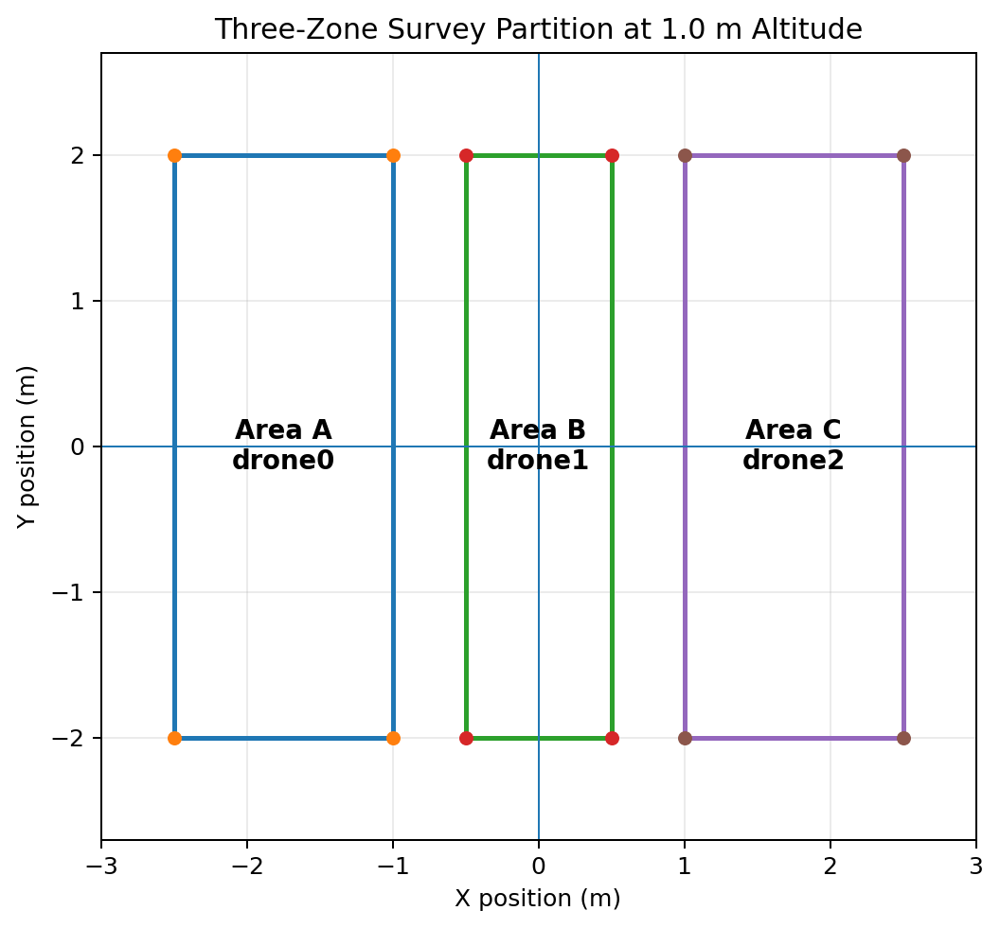 Three-Zone Survey Partition at 1.0 m Altitude
Y position (m)
2
1
0
−1
−2
Area A
drone0
Area B
drone1
Area C
drone2
−3 −2 −1 0 1 2 3
X position (m)